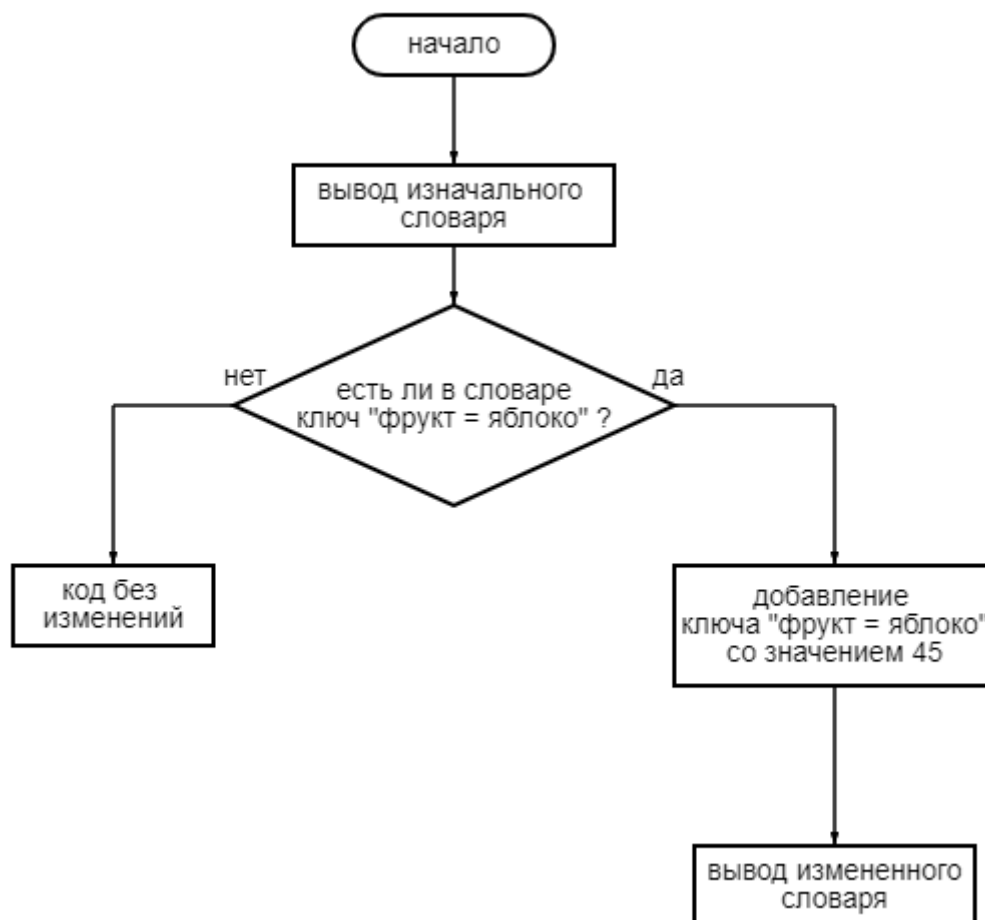 начало
вывод изначального
словаря
нет
да
есть ли в словаре
ключ "фрукт = яблоко" ?
код без
изменений
добавление
ключа "фрукт = яблоко"
со значением 45
вывод измененного
словаря